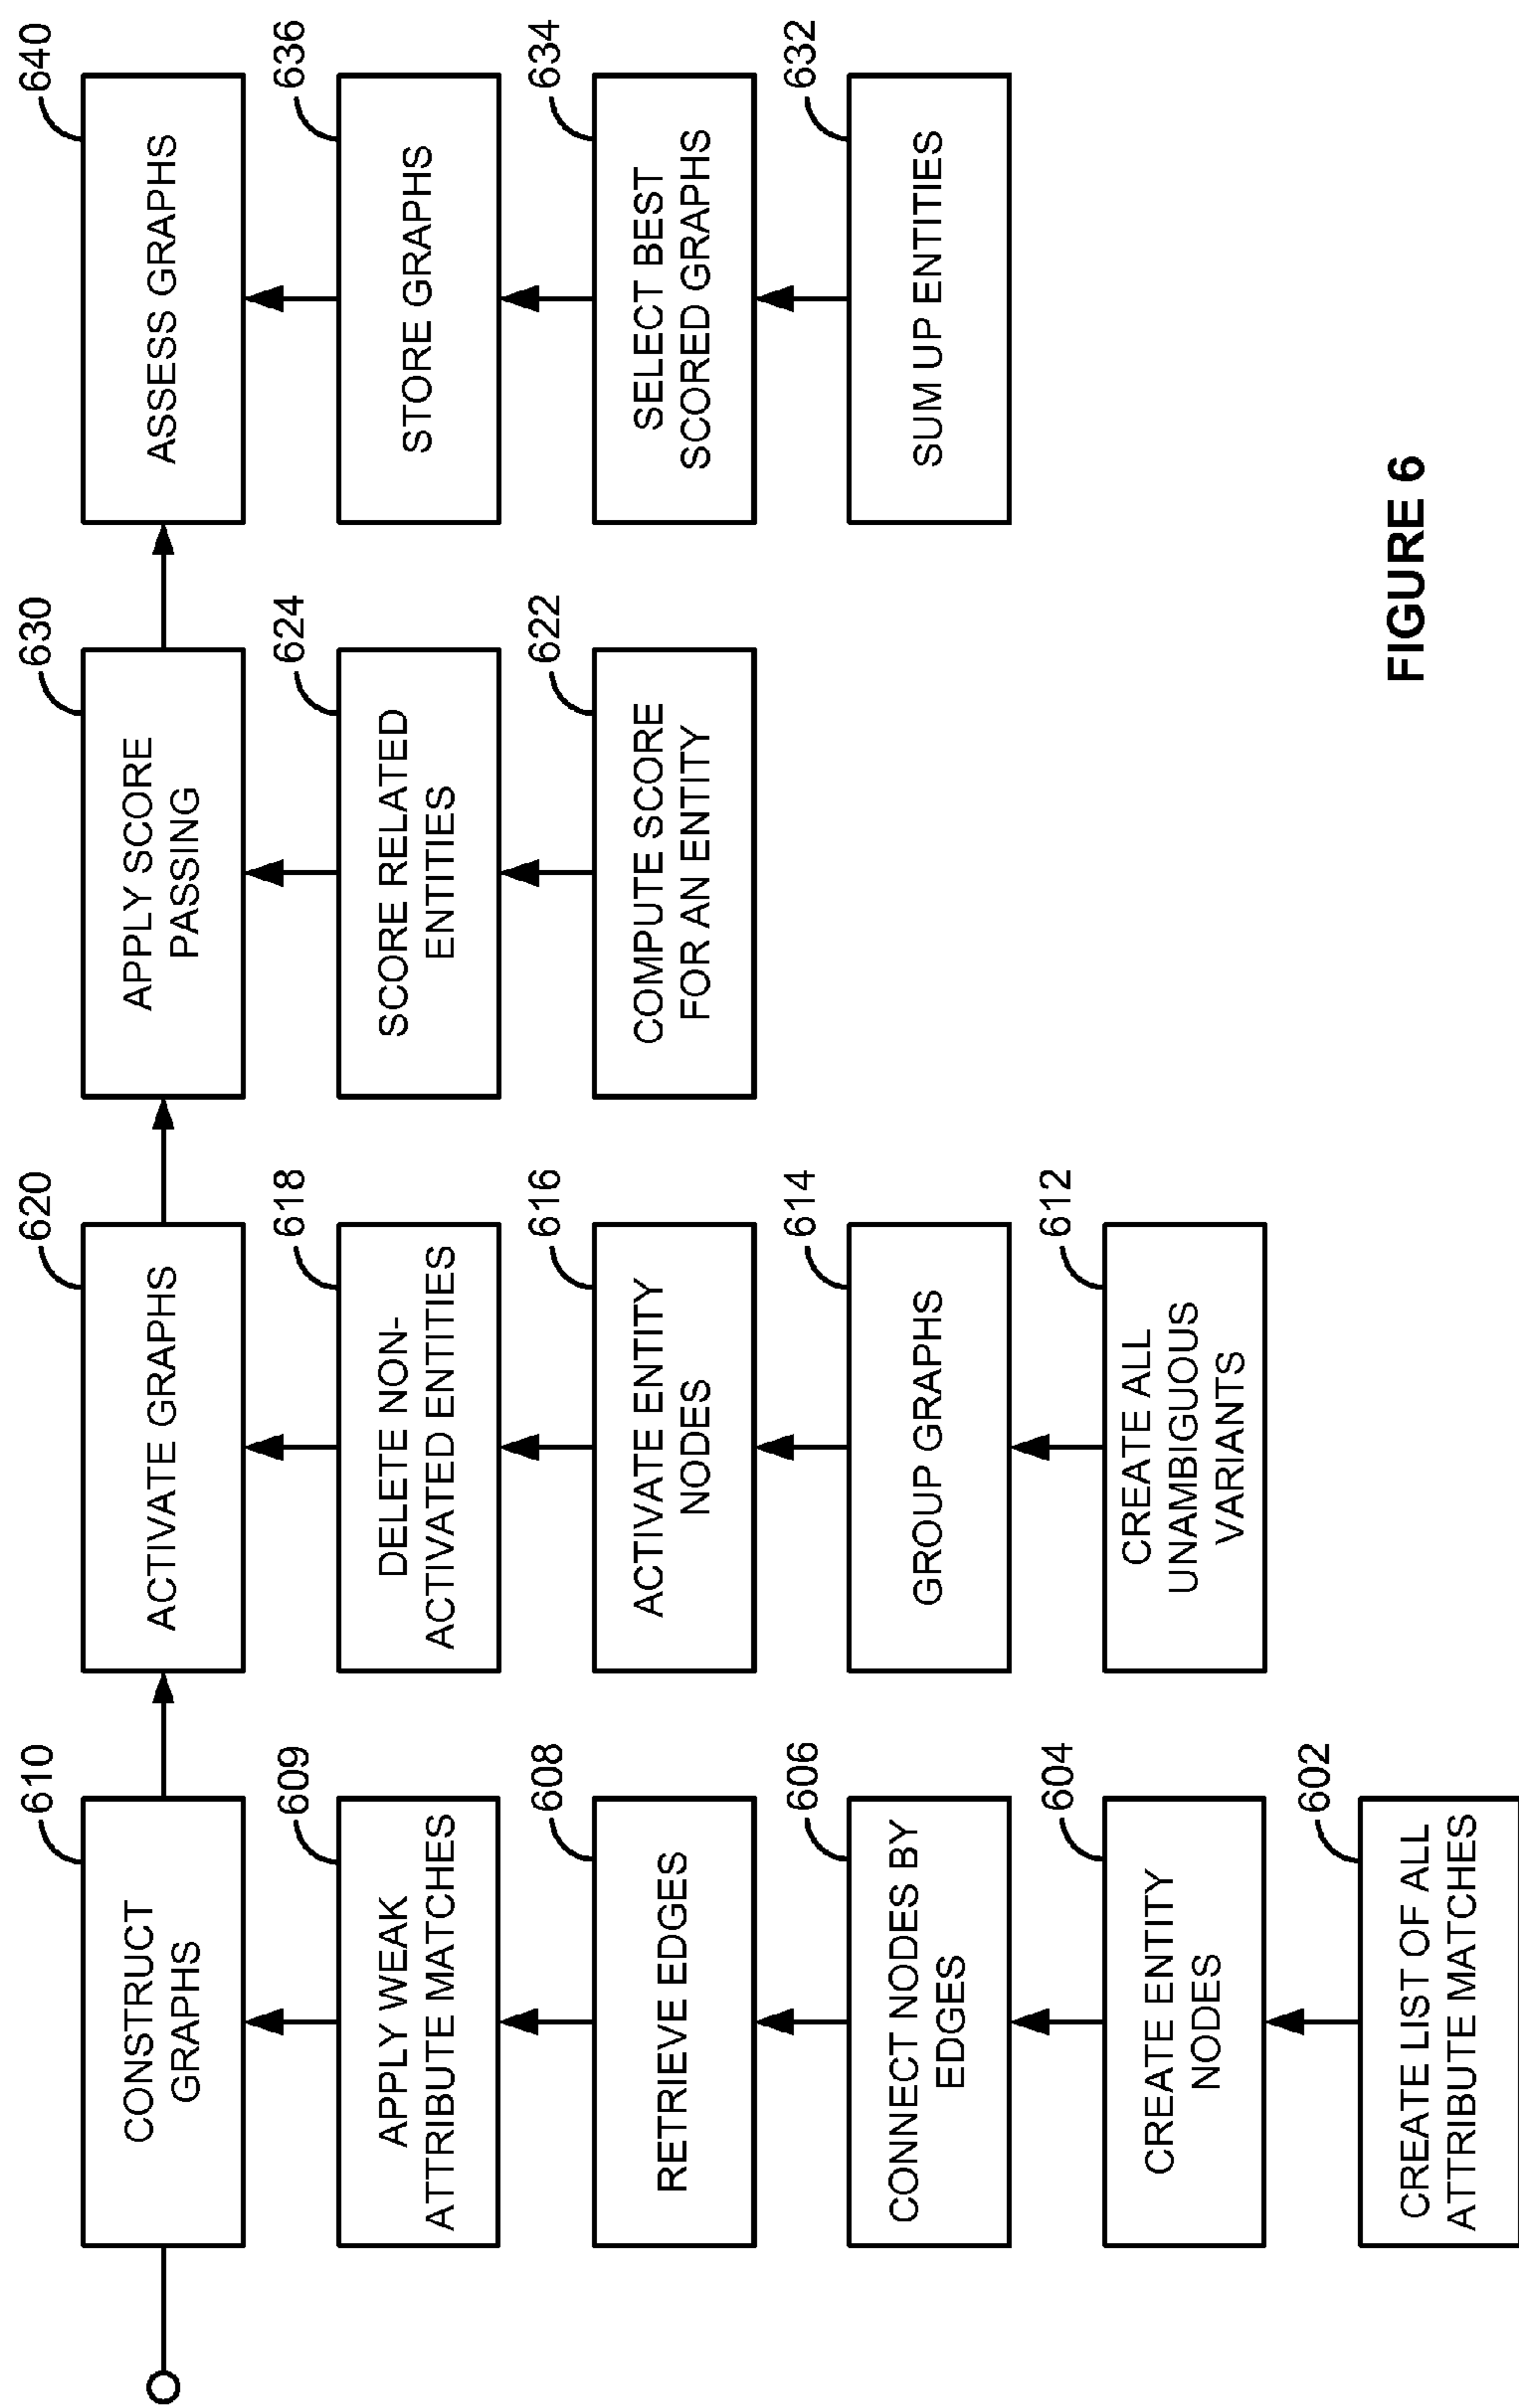 610
CONSTRUCT
GRAPHS
620
ACTIVATE GRAPHS
630
APPLY SCORE
PASSING
640
ASSESS GRAPHS
609
APPLY WEAK
ATTRIBUTE MATCHES
618
DELETE NON-
ACTIVATED ENTITIES
624
SCORE RELATED
ENTITIES
636
STORE GRAPHS
608
RETRIEVE EDGES
616
ACTIVATE ENTITY
NODES
622
COMPUTE SCORE
FOR AN ENTITY
634
SELECT BEST
SCORED GRAPHS
606
CONNECT NODES BY
EDGES
614
GROUP GRAPHS
632
SUM UP ENTITIES
604
CREATE ENTITY
NODES
612
CREATE ALL
UNAMBIGUOUS
VARIANTS
602
CREATE LIST OF ALL
ATTRIBUTE MATCHES
FIGURE 6